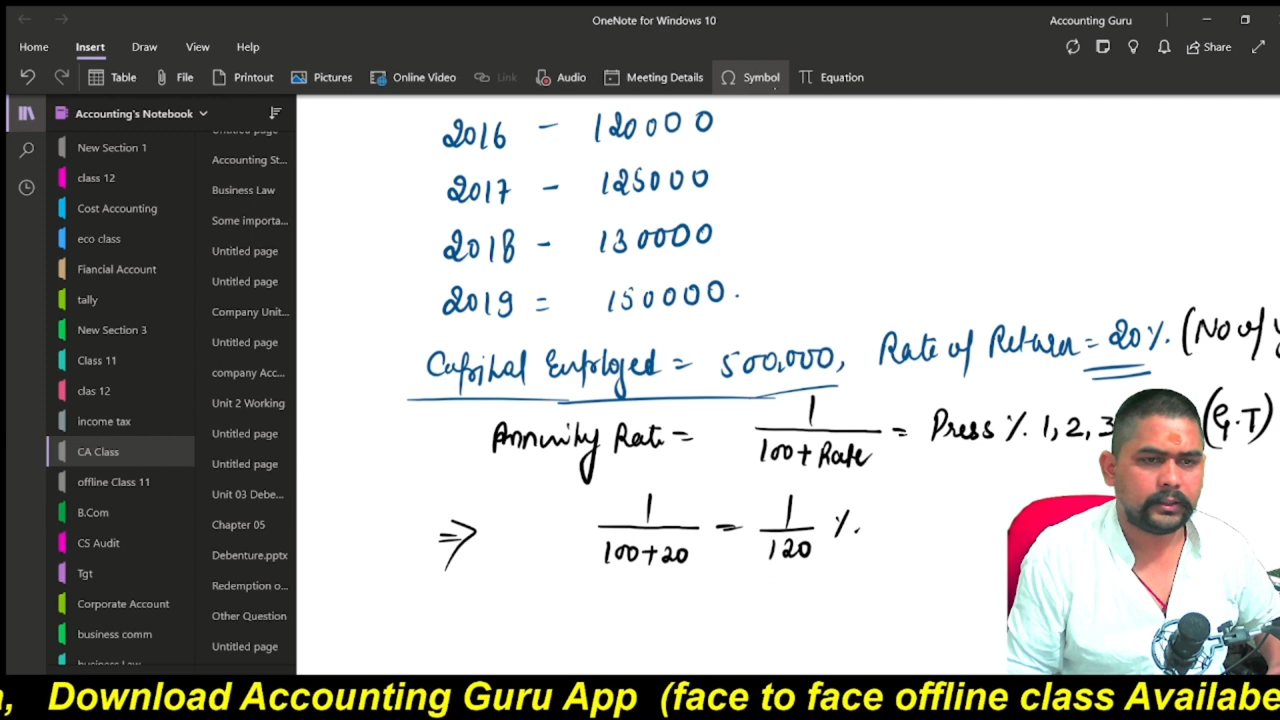 OneNote for Windows 10
Accounting Guru
Home Insert Draw View Help
Share
Table File Printout Pictures Online Video Link Audio Meeting Details Symbol Equation
Accounting's Notebook
New Section 1
class 12
Cost Accounting
eco class
Fiancial Account
tally
New Section 3
Class 11
clas 12
income tax
CA Class
offline Class 11
B.Com
CS Audit
Tgt
Corporate Account
business comm
business Law
Untitled page
Accounting St...
Business Law
Some importa...
Untitled page
Untitled page
Company Unit...
Untitled page
company Acc...
Unit 2 Working
Untitled page
Untitled page
Unit 03 Debe...
Chapter 05
Debenture.pptx
Redemption o...
Other Question
Untitled page
2016 - 120000
2017 - 125000
2018 - 130000
2019 = 150000.
Capital Employed = 500,000, Rate of Return = 20%. (No of
Annuity Rate = 1/(100+Rate) = Press %. 1, 2, 3 (G.T)
⇒ 1/(100+20) = 1/120 %.
Download Accounting Guru App (face to face offline class Availabe